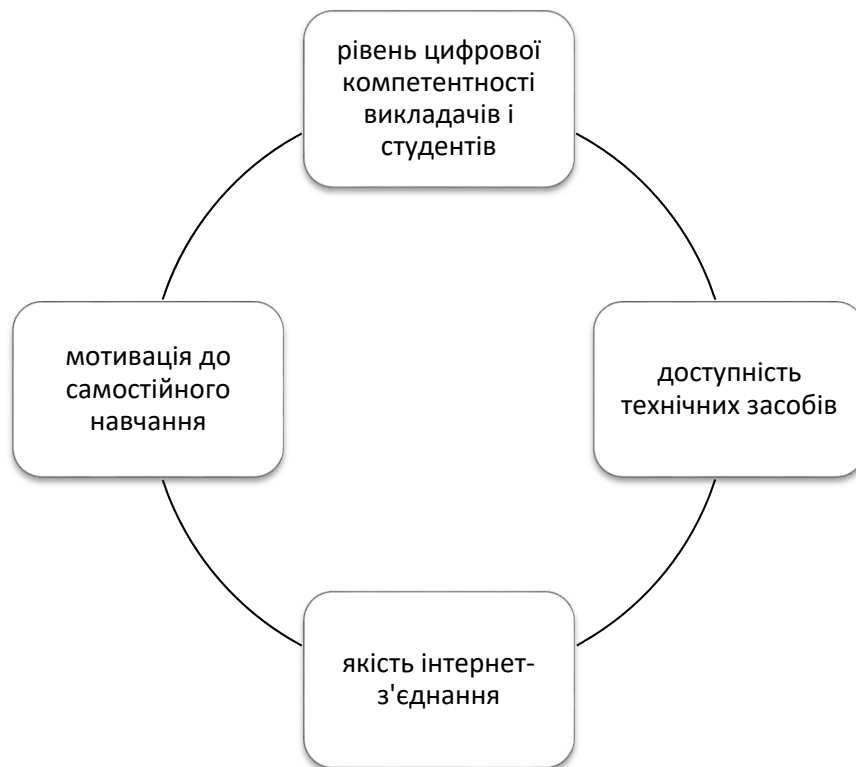 рівень цифрової
компетентності
викладачів і
студентів
мотивація до
самостійного
навчання
доступність
технічних засобів
якість інтернет-
з'єднання